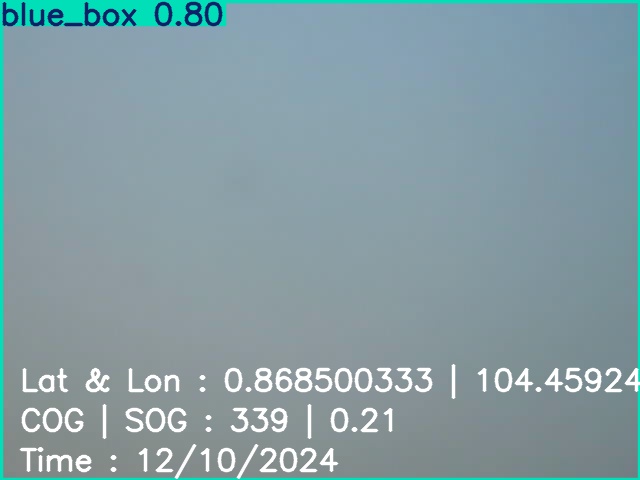 blue_box 0.80
Lat & Lon : 0.868500333 | 104.45924
COG | SOG : 339 | 0.21
Time : 12/10/2024